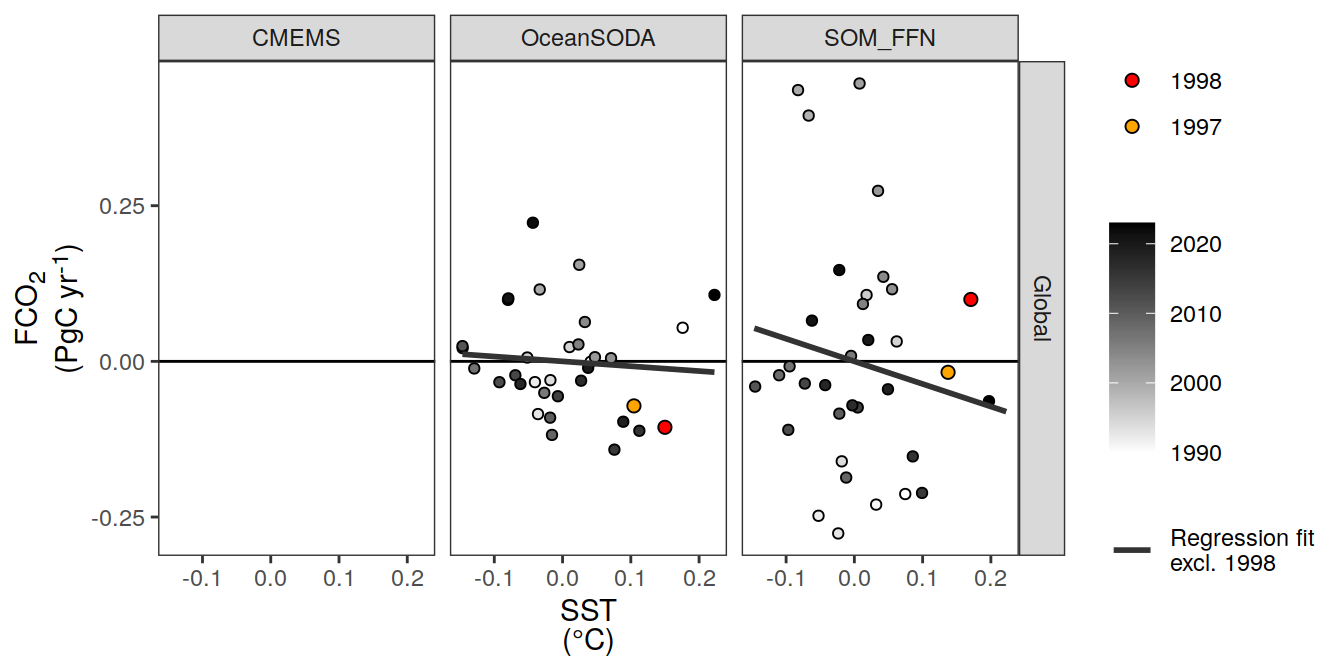 CMEMS
OceanSODA
SOM_FFN
Global
FCO2
(PgC yr-1)
0.25
0.00
-0.25
-0.1 0.0 0.1 0.2
-0.1 0.0 0.1 0.2
-0.1 0.0 0.1 0.2
SST
(°C)
1998
1997
2020
2010
2000
1990
Regression fit
excl. 1998